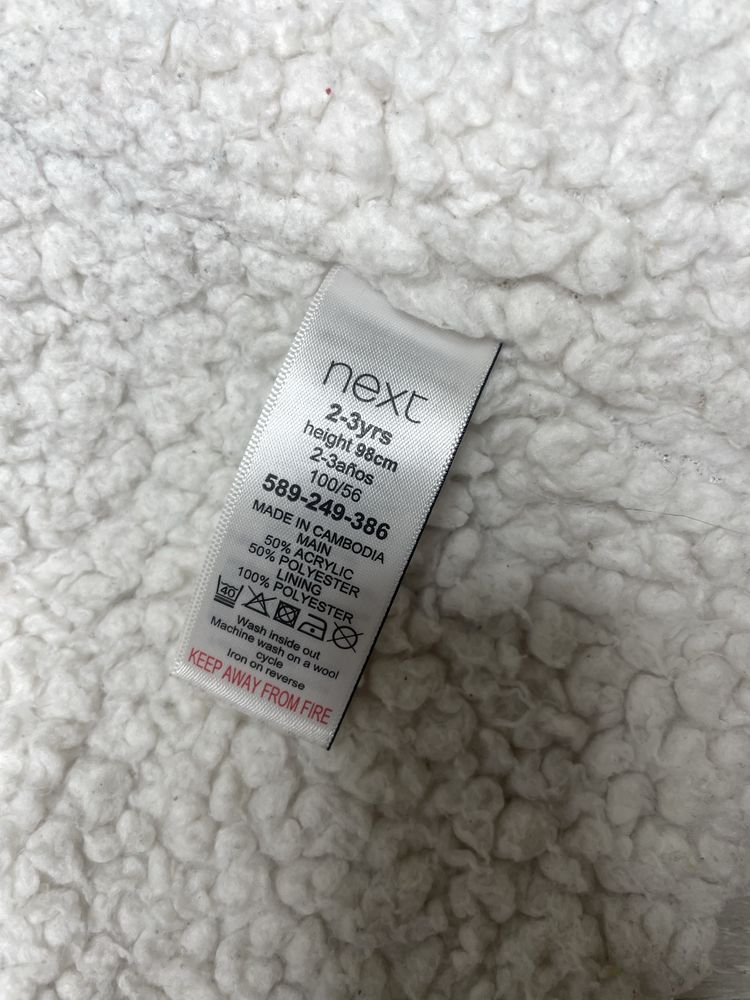 next
2-3yrs
height 98cm
2-3años
100/56
589-249-386
MADE IN CAMBODIA
MAIN
50% ACRYLIC
50% POLYESTER
LINING
100% POLYESTER
40
Wash inside out
Machine wash on a wool
cycle
Iron on reverse
KEEP AWAY FROM FIRE